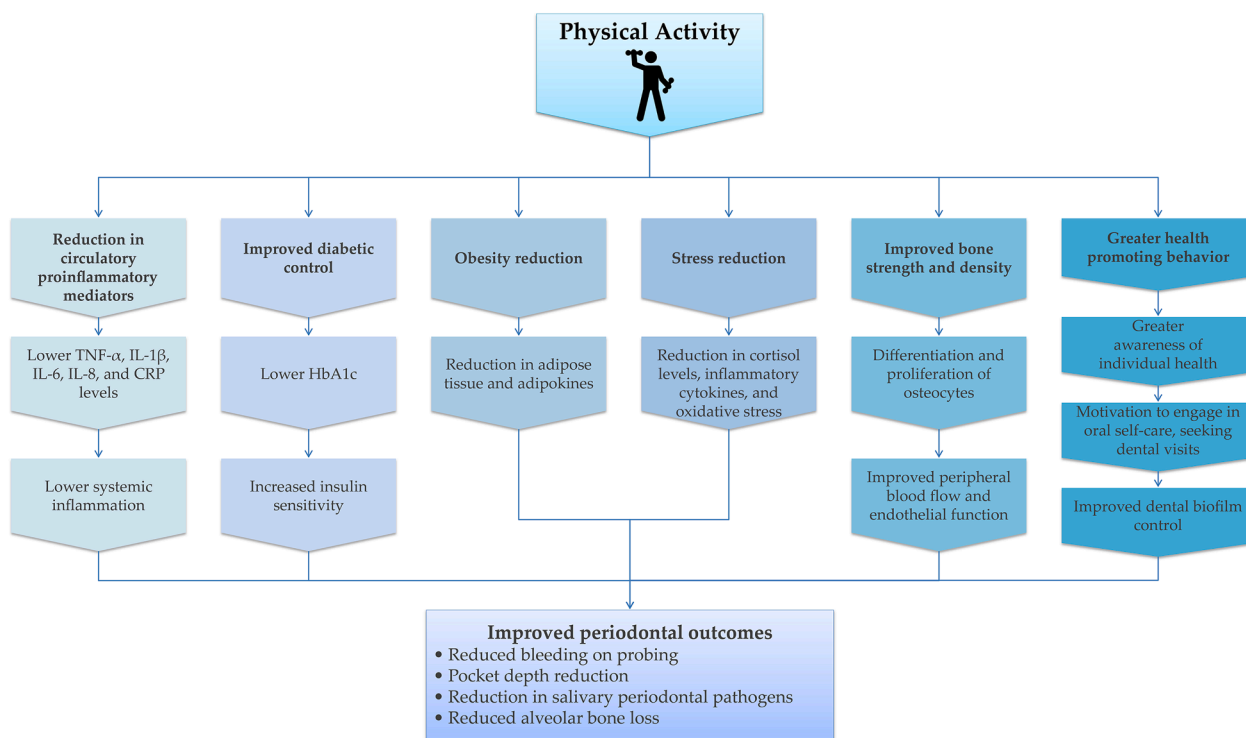 Physical Activity
Reduction in
circulatory
proinflammatory
mediators
Lower TNF-α, IL-1β,
IL-6, IL-8, and CRP
levels
Lower systemic
inflammation
Improved diabetic
control
Lower HbA1c
Increased insulin
sensitivity
Obesity reduction
Reduction in adipose
tissue and adipokines
Stress reduction
Reduction in cortisol
levels, inflammatory
cytokines, and
oxidative stress
Improved bone
strength and density
Differentiation and
proliferation of
osteocytes
Improved peripheral
blood flow and
endothelial function
Greater health
promoting behavior
Greater
awareness of
individual health
Motivation to engage in
oral self-care, seeking
dental visits
Improved dental biofilm
control
Improved periodontal outcomes
• Reduced bleeding on probing
• Pocket depth reduction
• Reduction in salivary periodontal pathogens
• Reduced alveolar bone loss